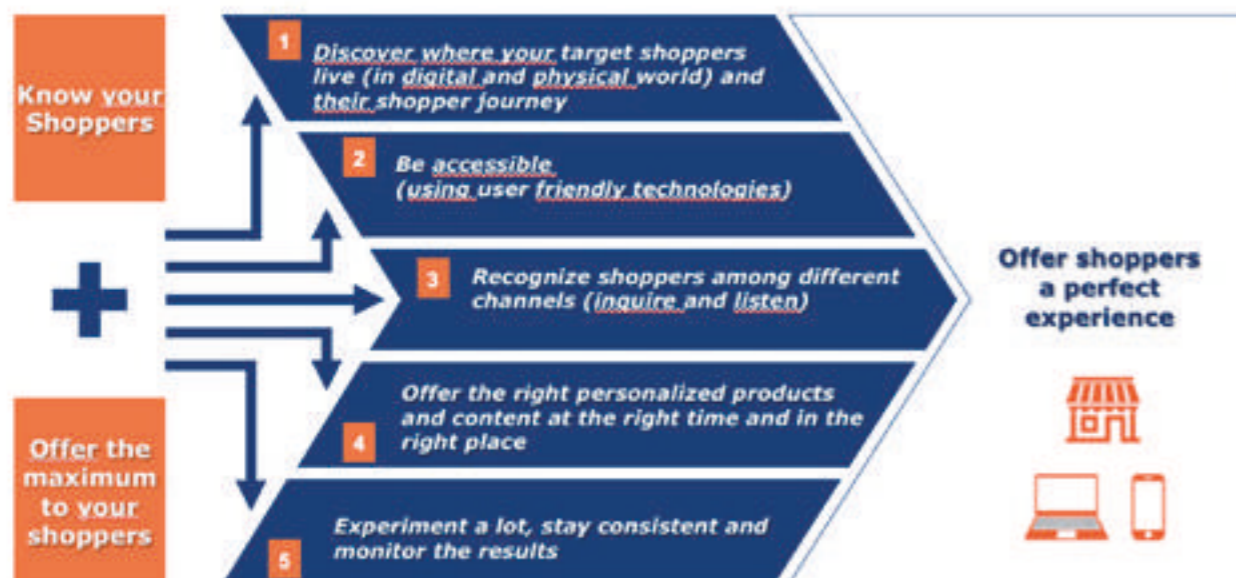 Know your
Shoppers
Offer the
maximum
to your
shoppers
1
Discover where your target shoppers
live (in digital and physical world) and
their shopper journey
2
Be accessible
(using user friendly technologies)
3
Recognize shoppers among different
channels (inquire and listen)
4
Offer the right personalized products
and content at the right time and in the
right place
5
Experiment a lot, stay consistent and
monitor the results
Offer shoppers
a perfect
experience